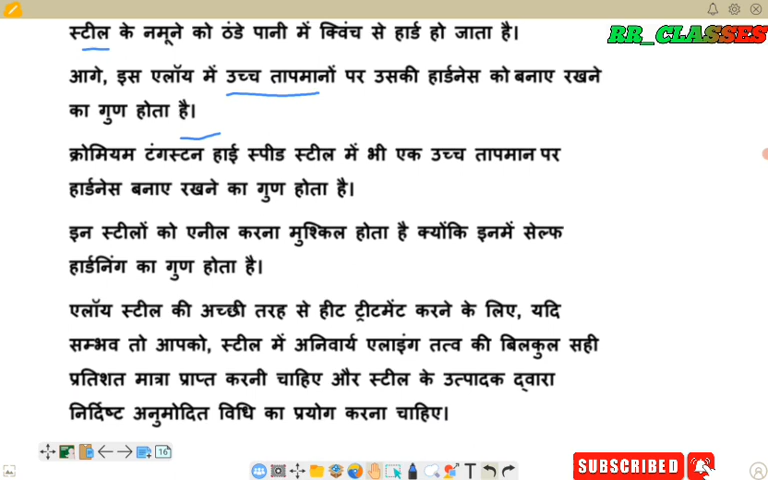 RR_CLASSES
स्टील के नमूने को ठंडे पानी में क्विंच से हार्ड हो जाता है।
आगे, इस एलॉय में उच्च तापमानों पर उसकी हार्डनेस को बनाए रखने
का गुण होता है।
क्रोमियम टंगस्टन हाई स्पीड स्टील में भी एक उच्च तापमान पर
हार्डनेस बनाए रखने का गुण होता है।
इन स्टीलों को एनील करना मुश्किल होता है क्योंकि इनमें सेल्फ
हार्डनिंग का गुण होता है।
एलॉय स्टील की अच्छी तरह से हीट ट्रीटमेंट करने के लिए, यदि
सम्भव तो आपको, स्टील में अनिवार्य एलाइंग तत्व की बिलकुल सही
प्रतिशत मात्रा प्राप्त करनी चाहिए और स्टील के उत्पादक द्वारा
निर्दिष्ट अनुमोदित विधि का प्रयोग करना चाहिए।
16
T
SUBSCRIBED